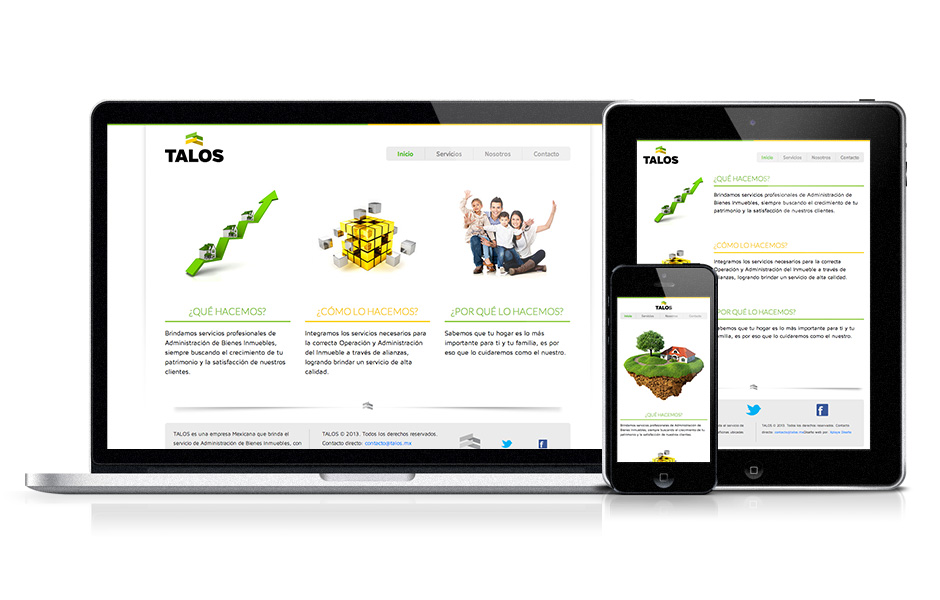 TALOS
Inicio Servicios Nosotros Contacto
¿QUÉ HACEMOS?
Brindamos servicios profesionales de
Administración de Bienes Inmuebles,
siempre buscando el crecimiento de tu
patrimonio y la satisfacción de nuestros
clientes.
¿CÓMO LO HACEMOS?
Integramos los servicios necesarios para
la correcta Operación y Administración
del Inmueble a través de alianzas,
logrando brindar un servicio de alta
calidad.
¿POR QUÉ LO HACEMOS?
Sabemos que tu hogar es lo más
importante para ti y tu familia, es por
eso que lo cuidaremos como el nuestro.
TALOS es una empresa Mexicana que brinda el
servicio de Administración de Bienes Inmuebles, con
TALOS © 2013. Todos los derechos reservados.
Contacto directo: contacto@talos.mx
TALOS
Inicio Servicios Nosotros Contacto
¿QUÉ HACEMOS?
Brindamos servicios profesionales de Administración de
Bienes Inmuebles, siempre buscando el crecimiento de tu
patrimonio y la satisfacción de nuestros clientes.
¿CÓMO LO HACEMOS?
Integramos los servicios necesarios para la correcta
Operación y Administración del Inmueble a través de
alianzas, logrando brindar un servicio de alta calidad.
POR QUÉ LO HACEMOS?
Sabemos que tu hogar es lo más importante para ti y tu
familia, es por eso que lo cuidaremos como el nuestro.
TALOS © 2013. Todos los derechos reservados. Contacto
TALOS
Inicio Servicios Nosotros Contacto
¿QUÉ HACEMOS?
Brindamos servicios profesionales de Administración de
Bienes Inmuebles, siempre buscando el crecimiento de tu
patrimonio y la satisfacción de nuestros clientes.